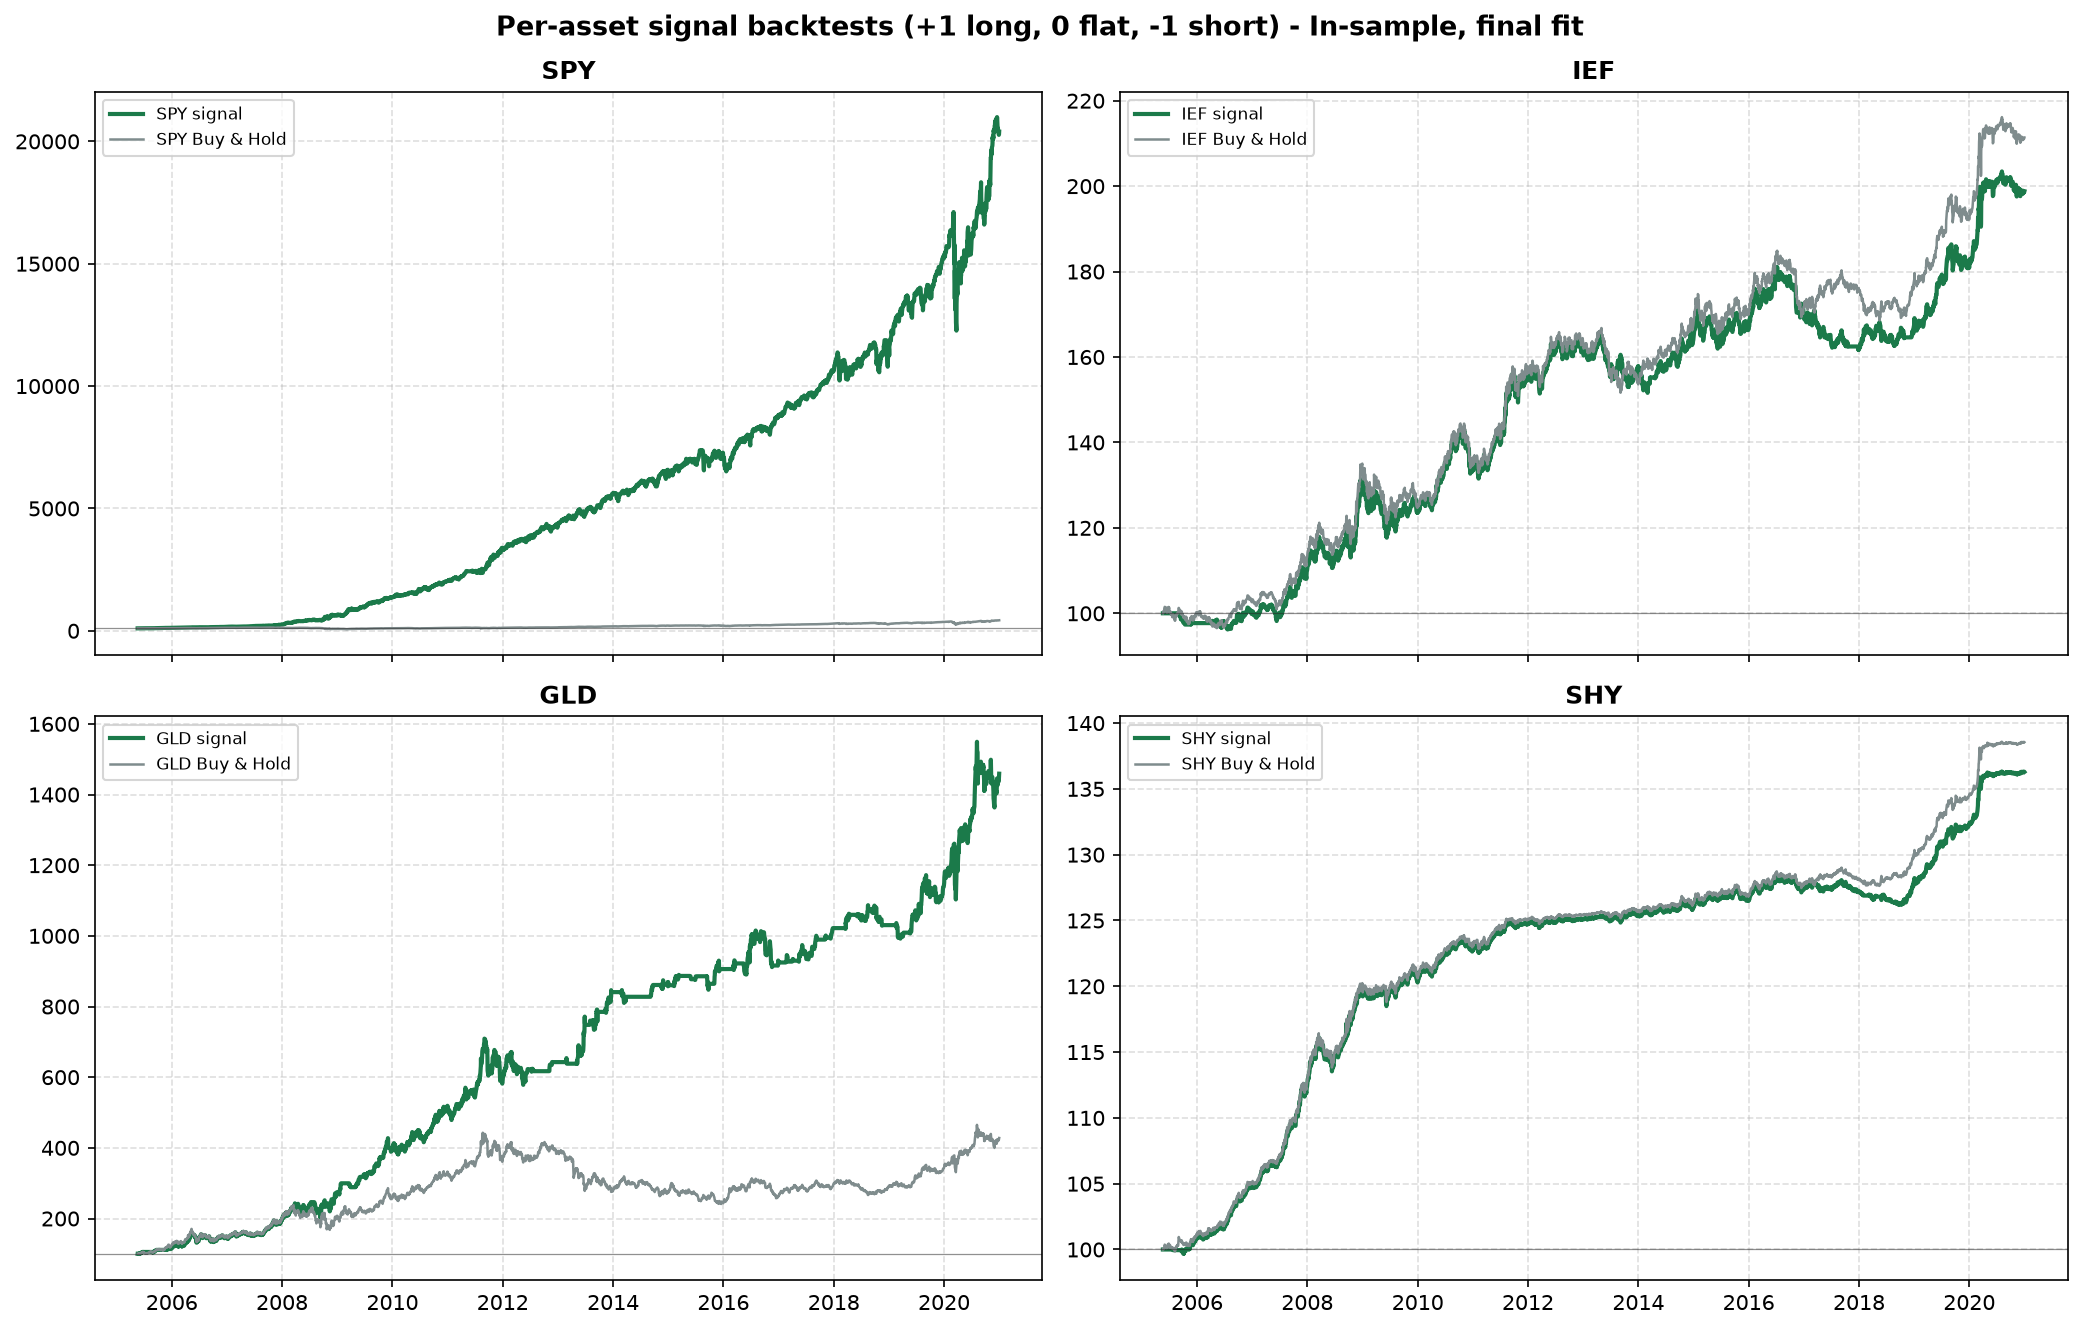 Per-asset signal backtests (+1 long, 0 flat, -1 short) - In-sample, final fit
SPY
SPY signal
SPY Buy & Hold
20000
15000
10000
5000
0
IEF
IEF signal
IEF Buy & Hold
220
200
180
160
140
120
100
GLD
GLD signal
GLD Buy & Hold
1600
1400
1200
1000
800
600
400
200
2006 2008 2010 2012 2014 2016 2018 2020
SHY
SHY signal
SHY Buy & Hold
140
135
130
125
120
115
110
105
100
2006 2008 2010 2012 2014 2016 2018 2020